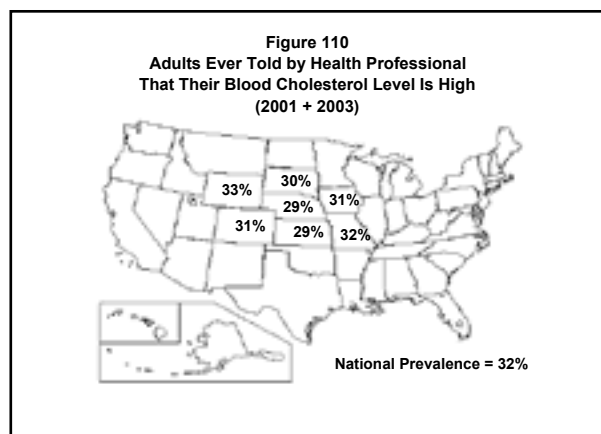 Figure 110
Adults Ever Told by Health Professional
That Their Blood Cholesterol Level Is High
(2001 + 2003)
30%
33%
31%
29%
31%
29%
32%
National Prevalence = 32%